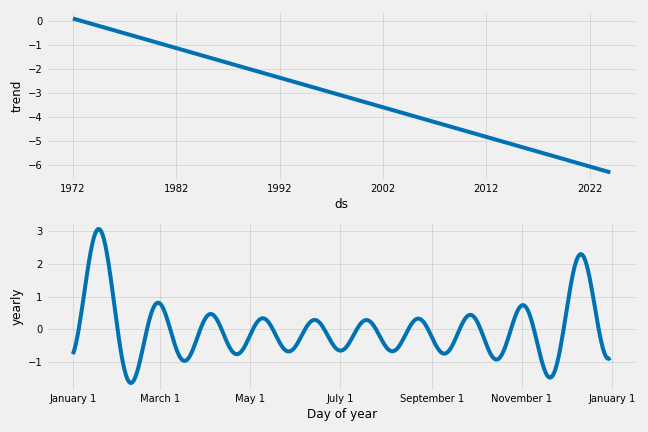 0
−1
−2
−3
−4
−5
−6
trend
1972 1982 1992 2002 2012 2022
ds
3
2
1
0
−1
yearly
January 1 March 1 May 1 July 1 September 1 November 1 January 1
Day of year